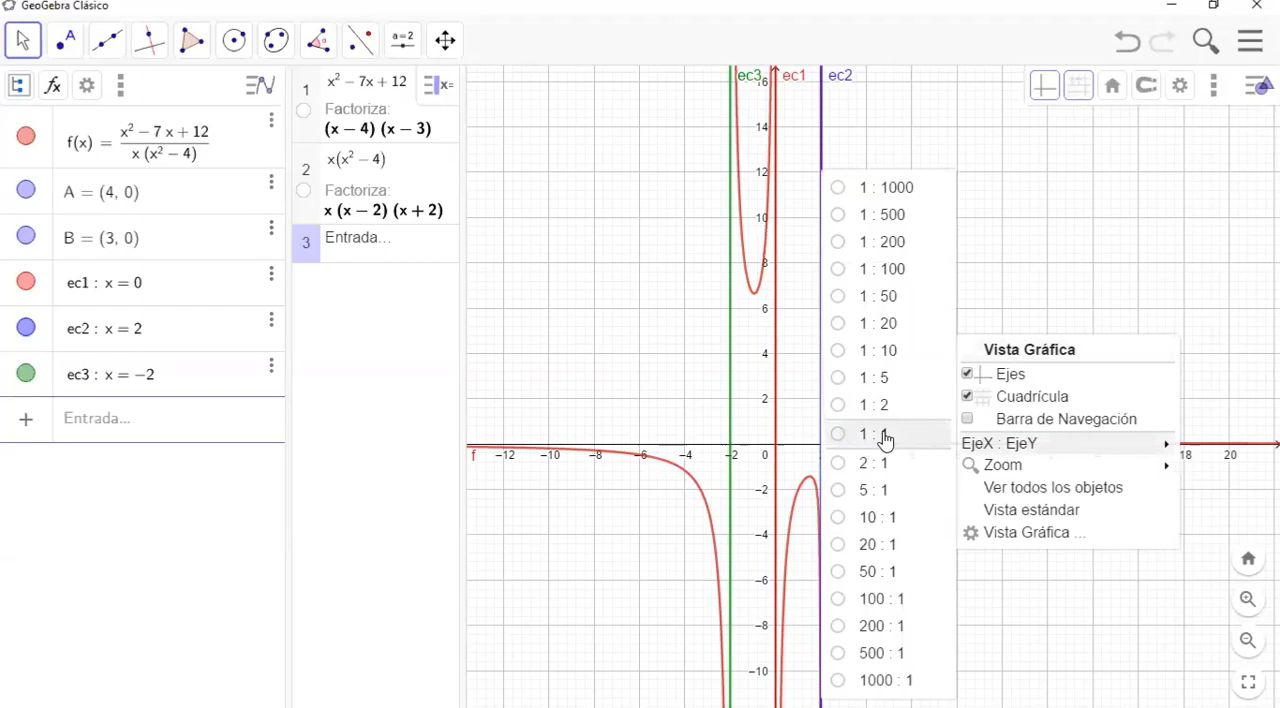 GeoGebra Clásico
a=2
fx
x=
f(x) = x² − 7 x + 12 / x (x² − 4)
A = (4, 0)
B = (3, 0)
ec1 : x = 0
ec2 : x = 2
ec3 : x = −2
+ Entrada...
1 x² − 7x + 12
Factoriza:
(x − 4) (x − 3)
2 x(x² − 4)
Factoriza:
x (x − 2) (x + 2)
3 Entrada...
ec3 ec1 ec2
16
14
12
10
8
6
4
2
f −12 −10 −8 −6 −4 −2 0 18 20
−2
−4
−6
−8
−10
1 : 1000
1 : 500
1 : 200
1 : 100
1 : 50
1 : 20
1 : 10
1 : 5
1 : 2
1 : 1
2 : 1
5 : 1
10 : 1
20 : 1
50 : 1
100 : 1
200 : 1
500 : 1
1000 : 1
Vista Gráfica
Ejes
Cuadrícula
Barra de Navegación
EjeX : EjeY
Zoom
Ver todos los objetos
Vista estándar
Vista Gráfica ...